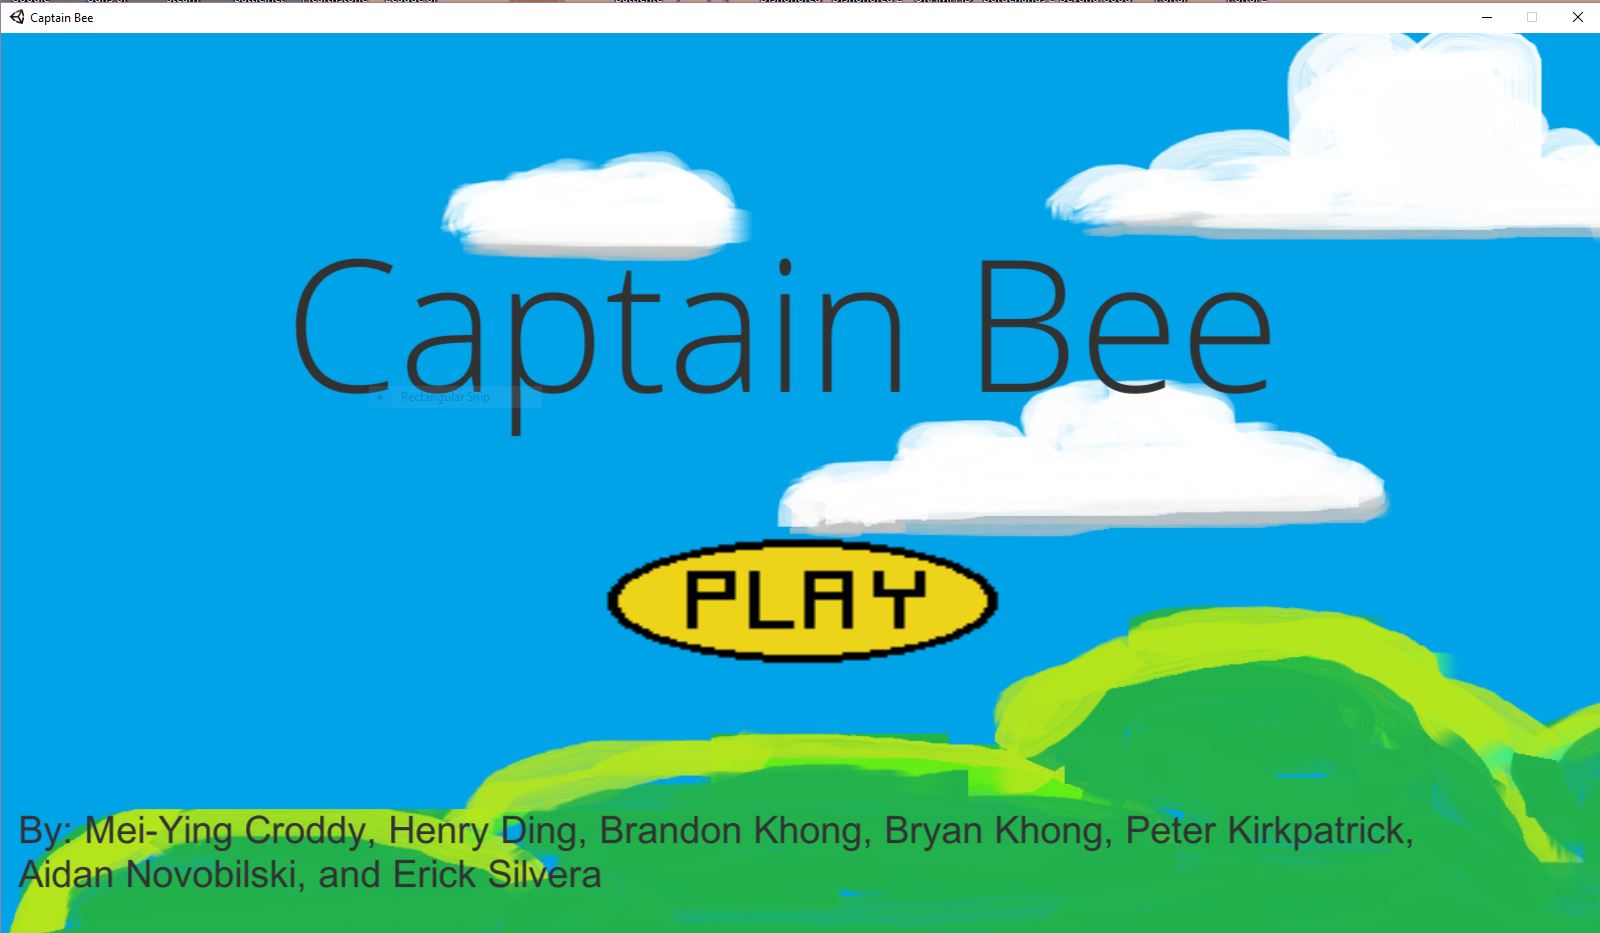 Captain Bee
Captain Bee
Rectangular Snip
PLAY
By: Mei-Ying Croddy, Henry Ding, Brandon Khong, Bryan Khong, Peter Kirkpatrick,
Aidan Novobilski, and Erick Silvera